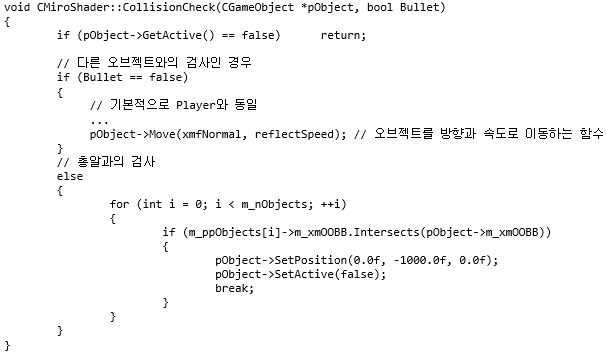 void CMiroShader::CollisionCheck(CGameObject *pObject, bool Bullet)
{
if (pObject->GetActive() == false) return;
// 다른 오브젝트와의 검사인 경우
if (Bullet == false)
{
// 기본적으로 Player와 동일
...
pObject->Move(xmfNormal, reflectSpeed); // 오브젝트를 방향과 속도로 이동하는 함수
}
// 총알과의 검사
else
{
for (int i = 0; i < m_nObjects; ++i)
{
if (m_ppObjects[i]->m_xmOOBB.Intersects(pObject->m_xmOOBB))
{
pObject->SetPosition(0.0f, -1000.0f, 0.0f);
pObject->SetActive(false);
break;
}
}
}
}